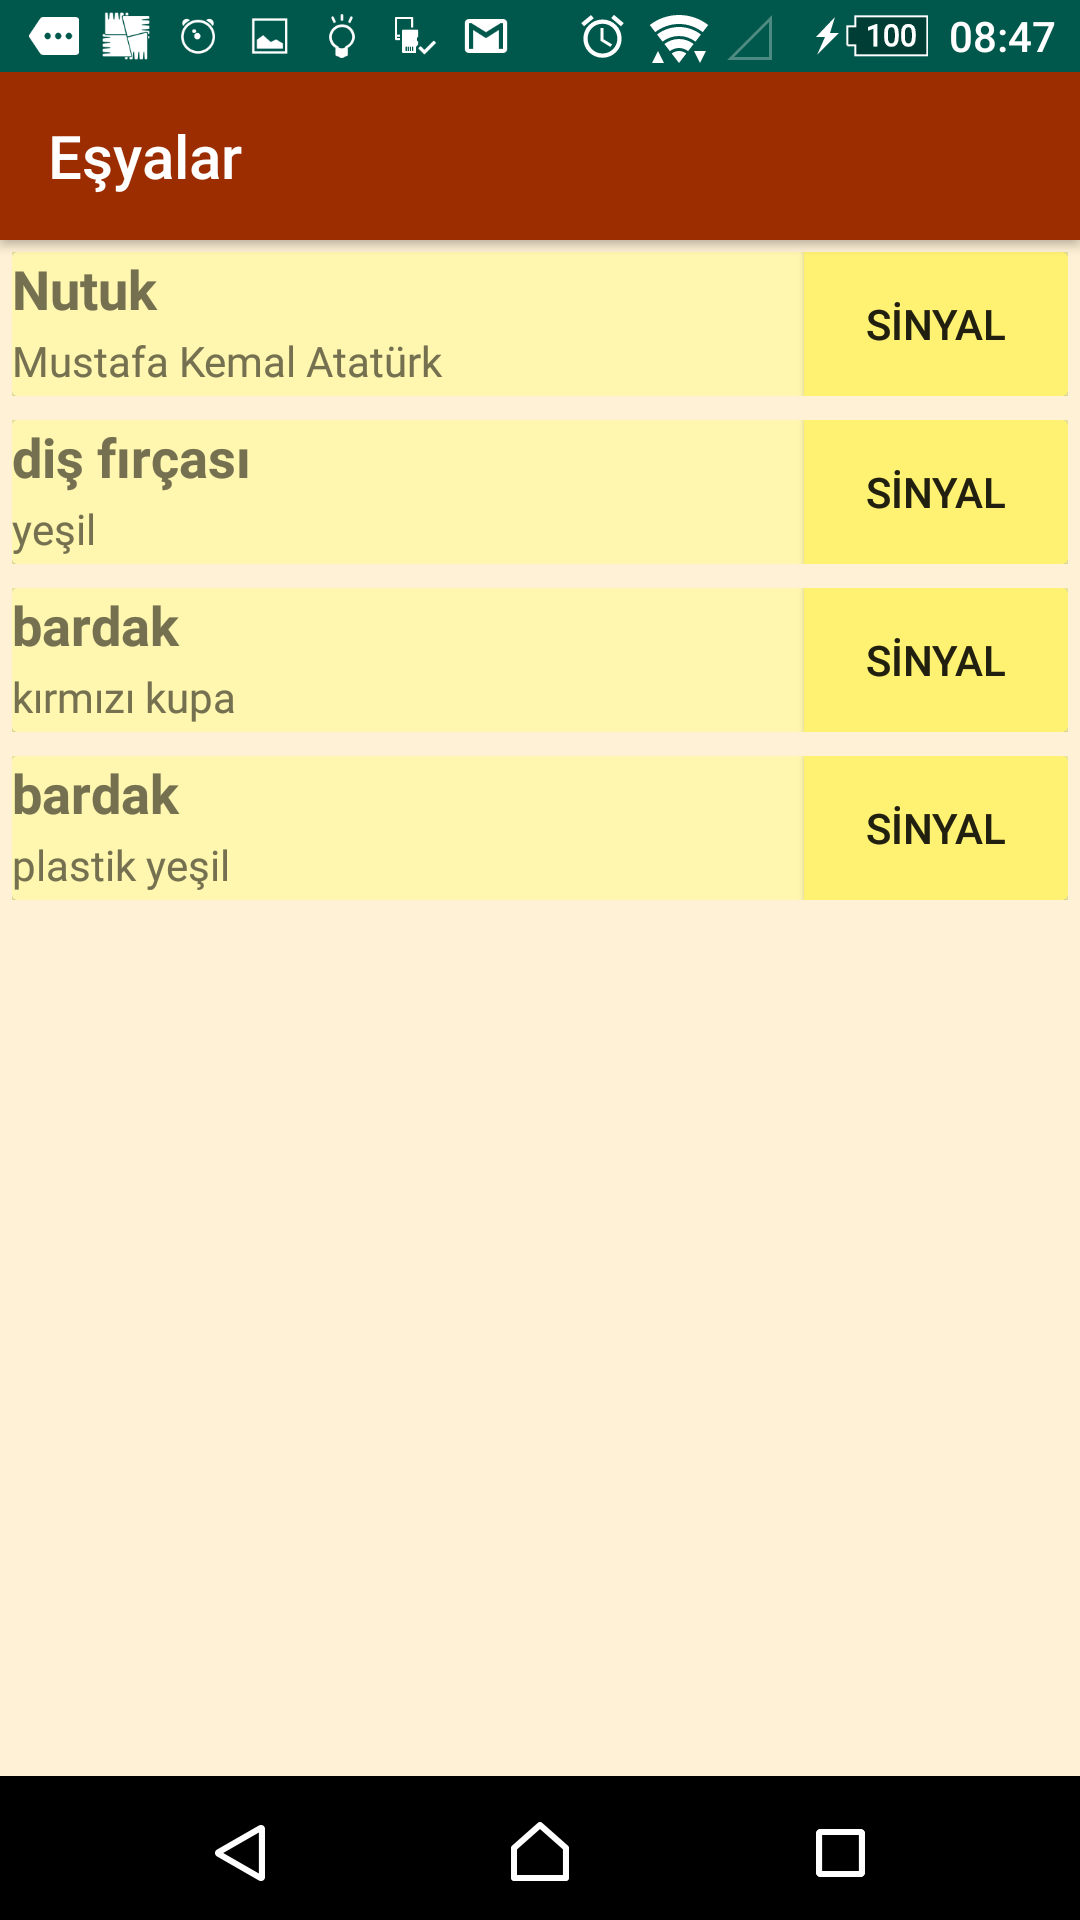 100 08:47
Eşyalar
Nutuk
Mustafa Kemal Atatürk
SİNYAL
diş fırçası
yeşil
SİNYAL
bardak
kırmızı kupa
SİNYAL
bardak
plastik yeşil
SİNYAL